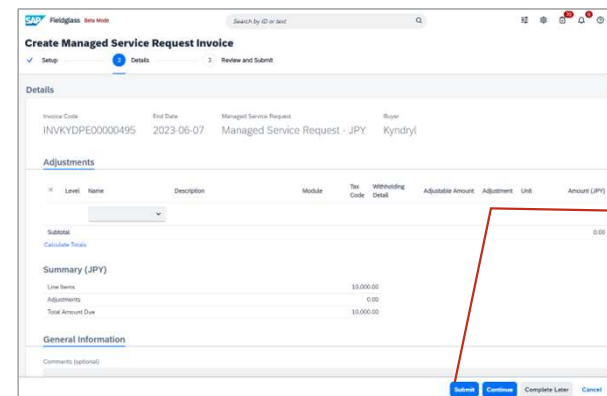 SAP Fieldglass Beta Mode
Search by ID or text
Create Managed Service Request Invoice
Setup
2 Details
3 Review and Submit
Details
Invoice Code End Date Managed Service Request Buyer
INVKYDPE00000495 2023-06-07 Managed Service Request - JPY Kyndryl
Adjustments
Level Name Description Module Tax Code Withholding Detail Adjustable Amount Adjustment Unit Amount (JPY)
Subtotal 0.00
Calculate Totals
Summary (JPY)
Line Items 10,000.00
Adjustments 0.00
Total Amount Due 10,000.00
General Information
Comments (optional)
Submit Continue Complete Later Cancel